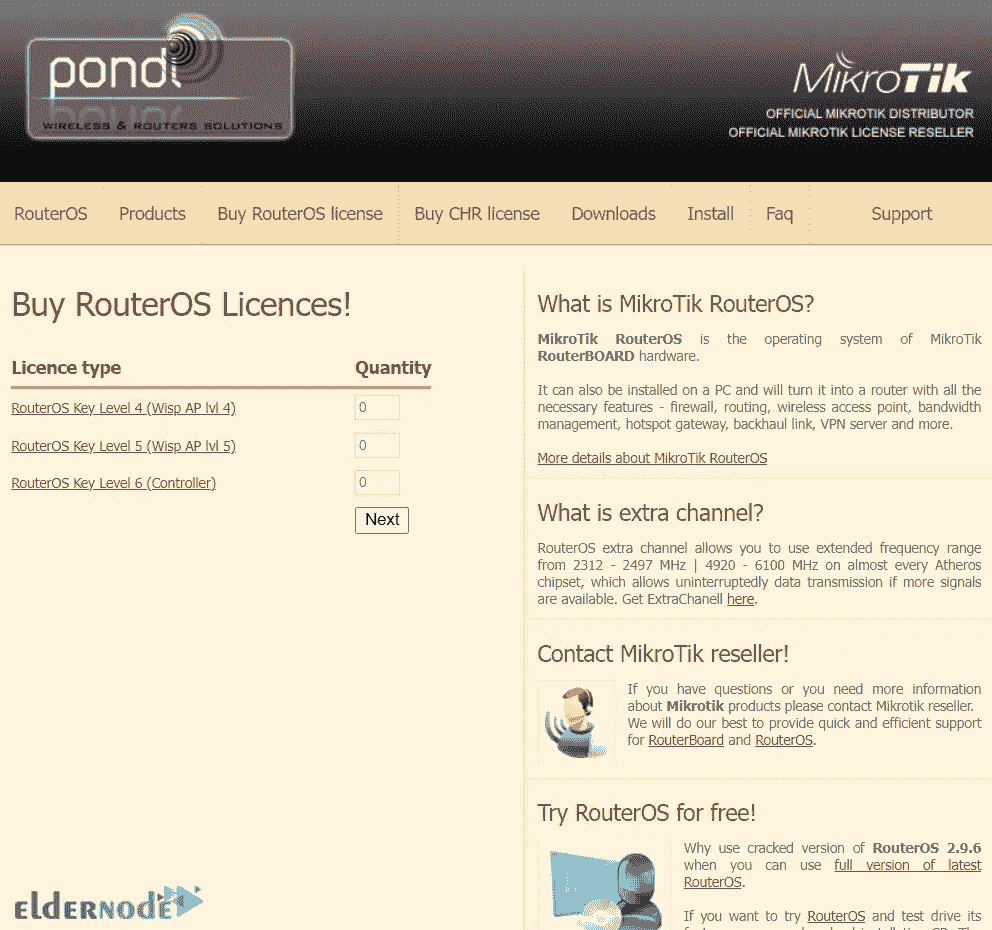 pond
WIRELESS & ROUTERS SOLUTIONS
MikroTik
OFFICIAL MIKROTIK DISTRIBUTOR
OFFICIAL MIKROTIK LICENSE RESELLER
RouterOS Products Buy RouterOS license Buy CHR license Downloads Install Faq Support
Buy RouterOS Licences!
Licence type Quantity
RouterOS Key Level 4 (Wisp AP lvl 4) 0
RouterOS Key Level 5 (Wisp AP lvl 5) 0
RouterOS Key Level 6 (Controller) 0
Next
What is MikroTik RouterOS?
MikroTik RouterOS is the operating system of MikroTik
RouterBOARD hardware.
It can also be installed on a PC and will turn it into a router with all the
necessary features - firewall, routing, wireless access point, bandwidth
management, hotspot gateway, backhaul link, VPN server and more.
More details about MikroTik RouterOS
What is extra channel?
RouterOS extra channel allows you to use extended frequency range
from 2312 - 2497 MHz | 4920 - 6100 MHz on almost every Atheros
chipset, which allows uninterruptedly data transmission if more signals
are available. Get ExtraChanell here.
Contact MikroTik reseller!
If you have questions or you need more information
about Mikrotik products please contact Mikrotik reseller.
We will do our best to provide quick and efficient support
for RouterBoard and RouterOS.
Try RouterOS for free!
Why use cracked version of RouterOS 2.9.6
when you can use full version of latest
RouterOS.
If you want to try RouterOS and test drive its
ELDERNODE